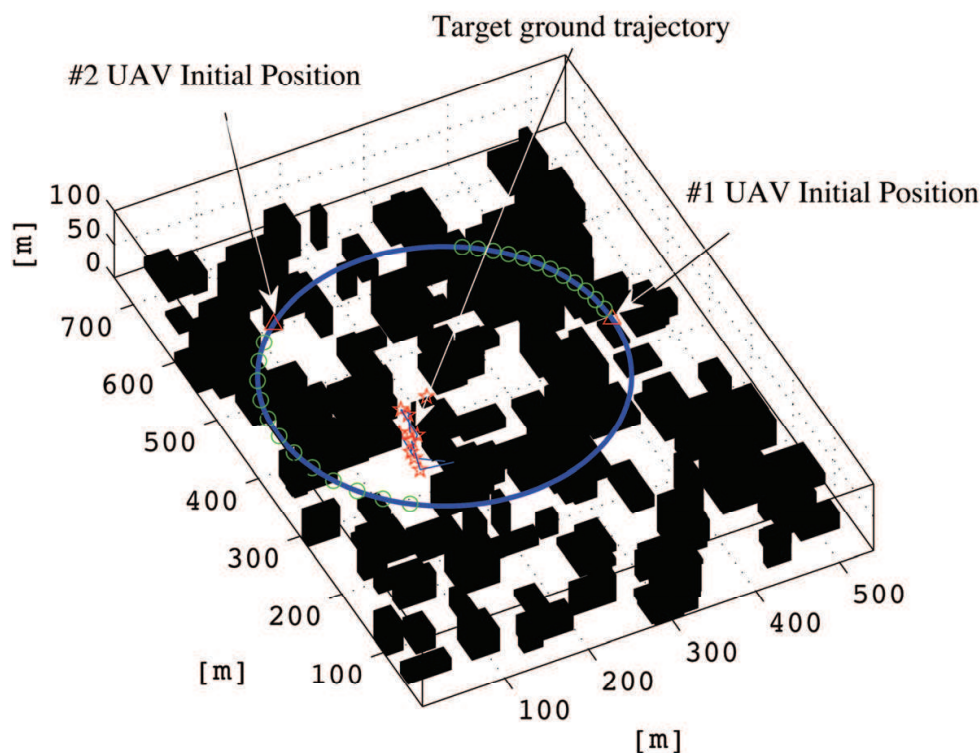 Target ground trajectory
#2 UAV Initial Position
#1 UAV Initial Position
100
50
0
[m]
700
600
500
400
300
200
100
[m]
100
200
300
400
500
[m]